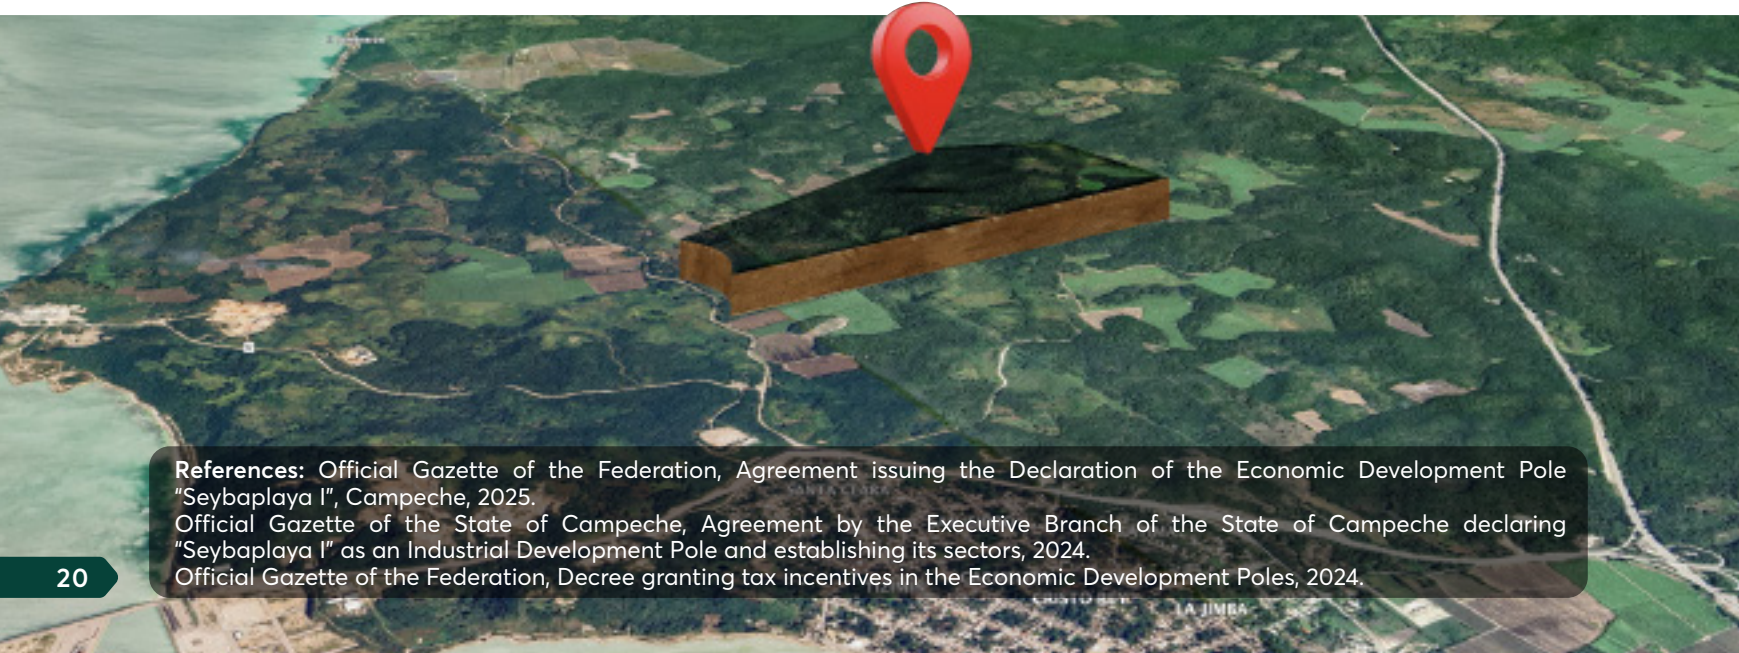 References: Official Gazette of the Federation, Agreement issuing the Declaration of the Economic Development Pole
“Seybaplaya I”, Campeche, 2025.
Official Gazette of the State of Campeche, Agreement by the Executive Branch of the State of Campeche declaring
“Seybaplaya I” as an Industrial Development Pole and establishing its sectors, 2024.
20
Official Gazette of the Federation, Decree granting tax incentives in the Economic Development Poles, 2024.
LA JIMBA